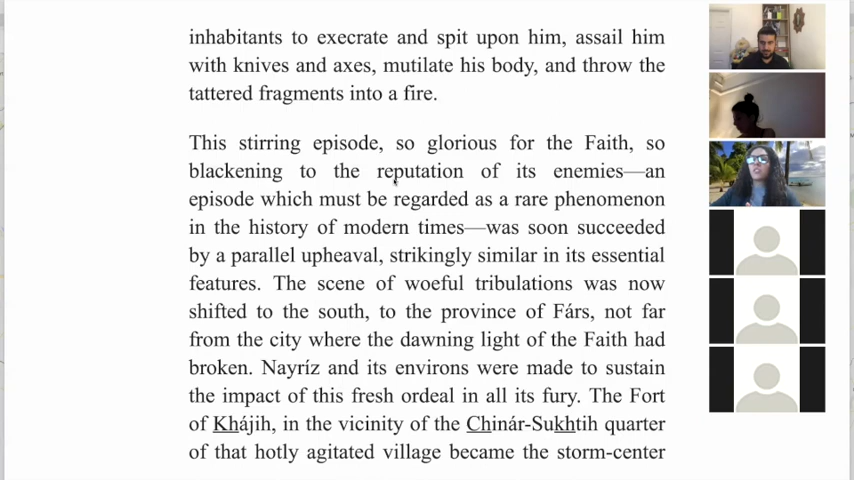 inhabitants to execrate and spit upon him, assail him
with knives and axes, mutilate his body, and throw the
tattered fragments into a fire.
This stirring episode, so glorious for the Faith, so
blackening to the reputation of its enemies—an
episode which must be regarded as a rare phenomenon
in the history of modern times—was soon succeeded
by a parallel upheaval, strikingly similar in its essential
features. The scene of woeful tribulations was now
shifted to the south, to the province of Fárs, not far
from the city where the dawning light of the Faith had
broken. Nayríz and its environs were made to sustain
the impact of this fresh ordeal in all its fury. The Fort
of Khájih, in the vicinity of the Chinár-Sukhtih quarter
of that hotly agitated village became the storm-center